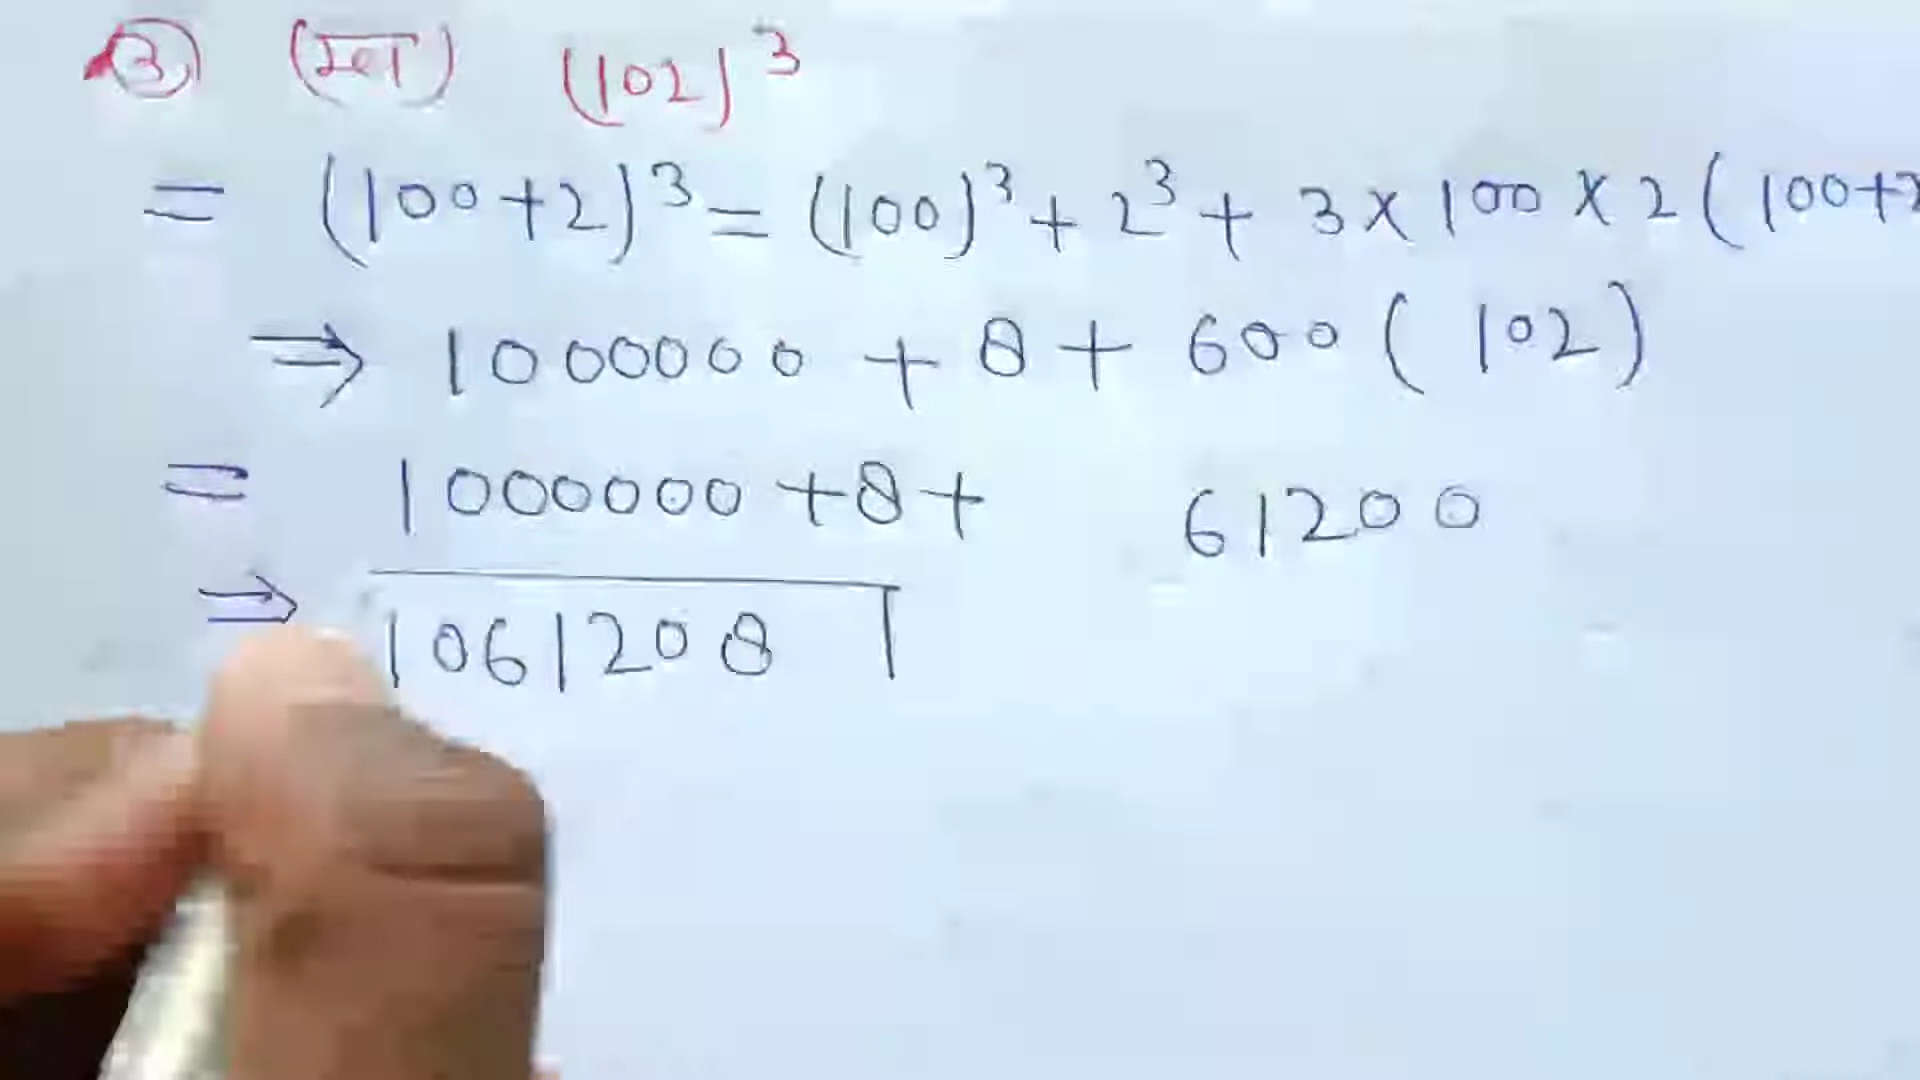 3 (102)³
= (100+2)³ = (100)³ + 2³ + 3 × 100 × 2 (100+2
⇒ 1000000 + 8 + 600 ( 102 )
= 1000000 + 8 + 61200
⇒ 1061208